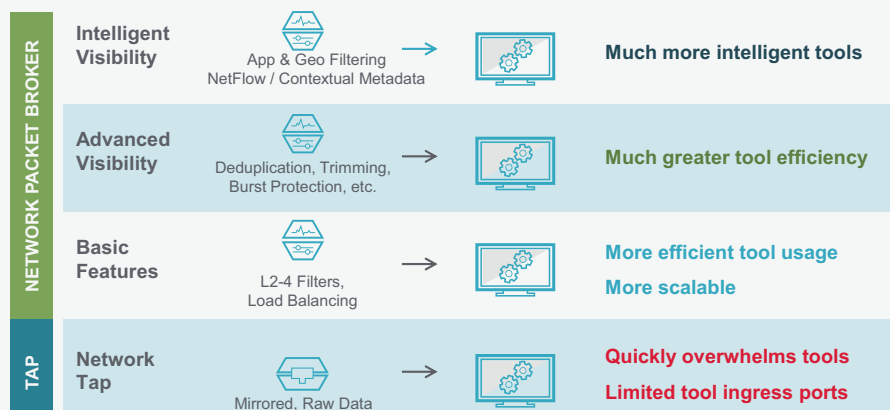 NETWORK PACKET BROKER
Intelligent
Visibility
App & Geo Filtering
NetFlow / Contextual Metadata
Much more intelligent tools
Advanced
Visibility
Deduplication, Trimming,
Burst Protection, etc.
Much greater tool efficiency
Basic
Features
L2-4 Filters,
Load Balancing
More efficient tool usage
More scalable
TAP
Network
Tap
Mirrored, Raw Data
Quickly overwhelms tools
Limited tool ingress ports